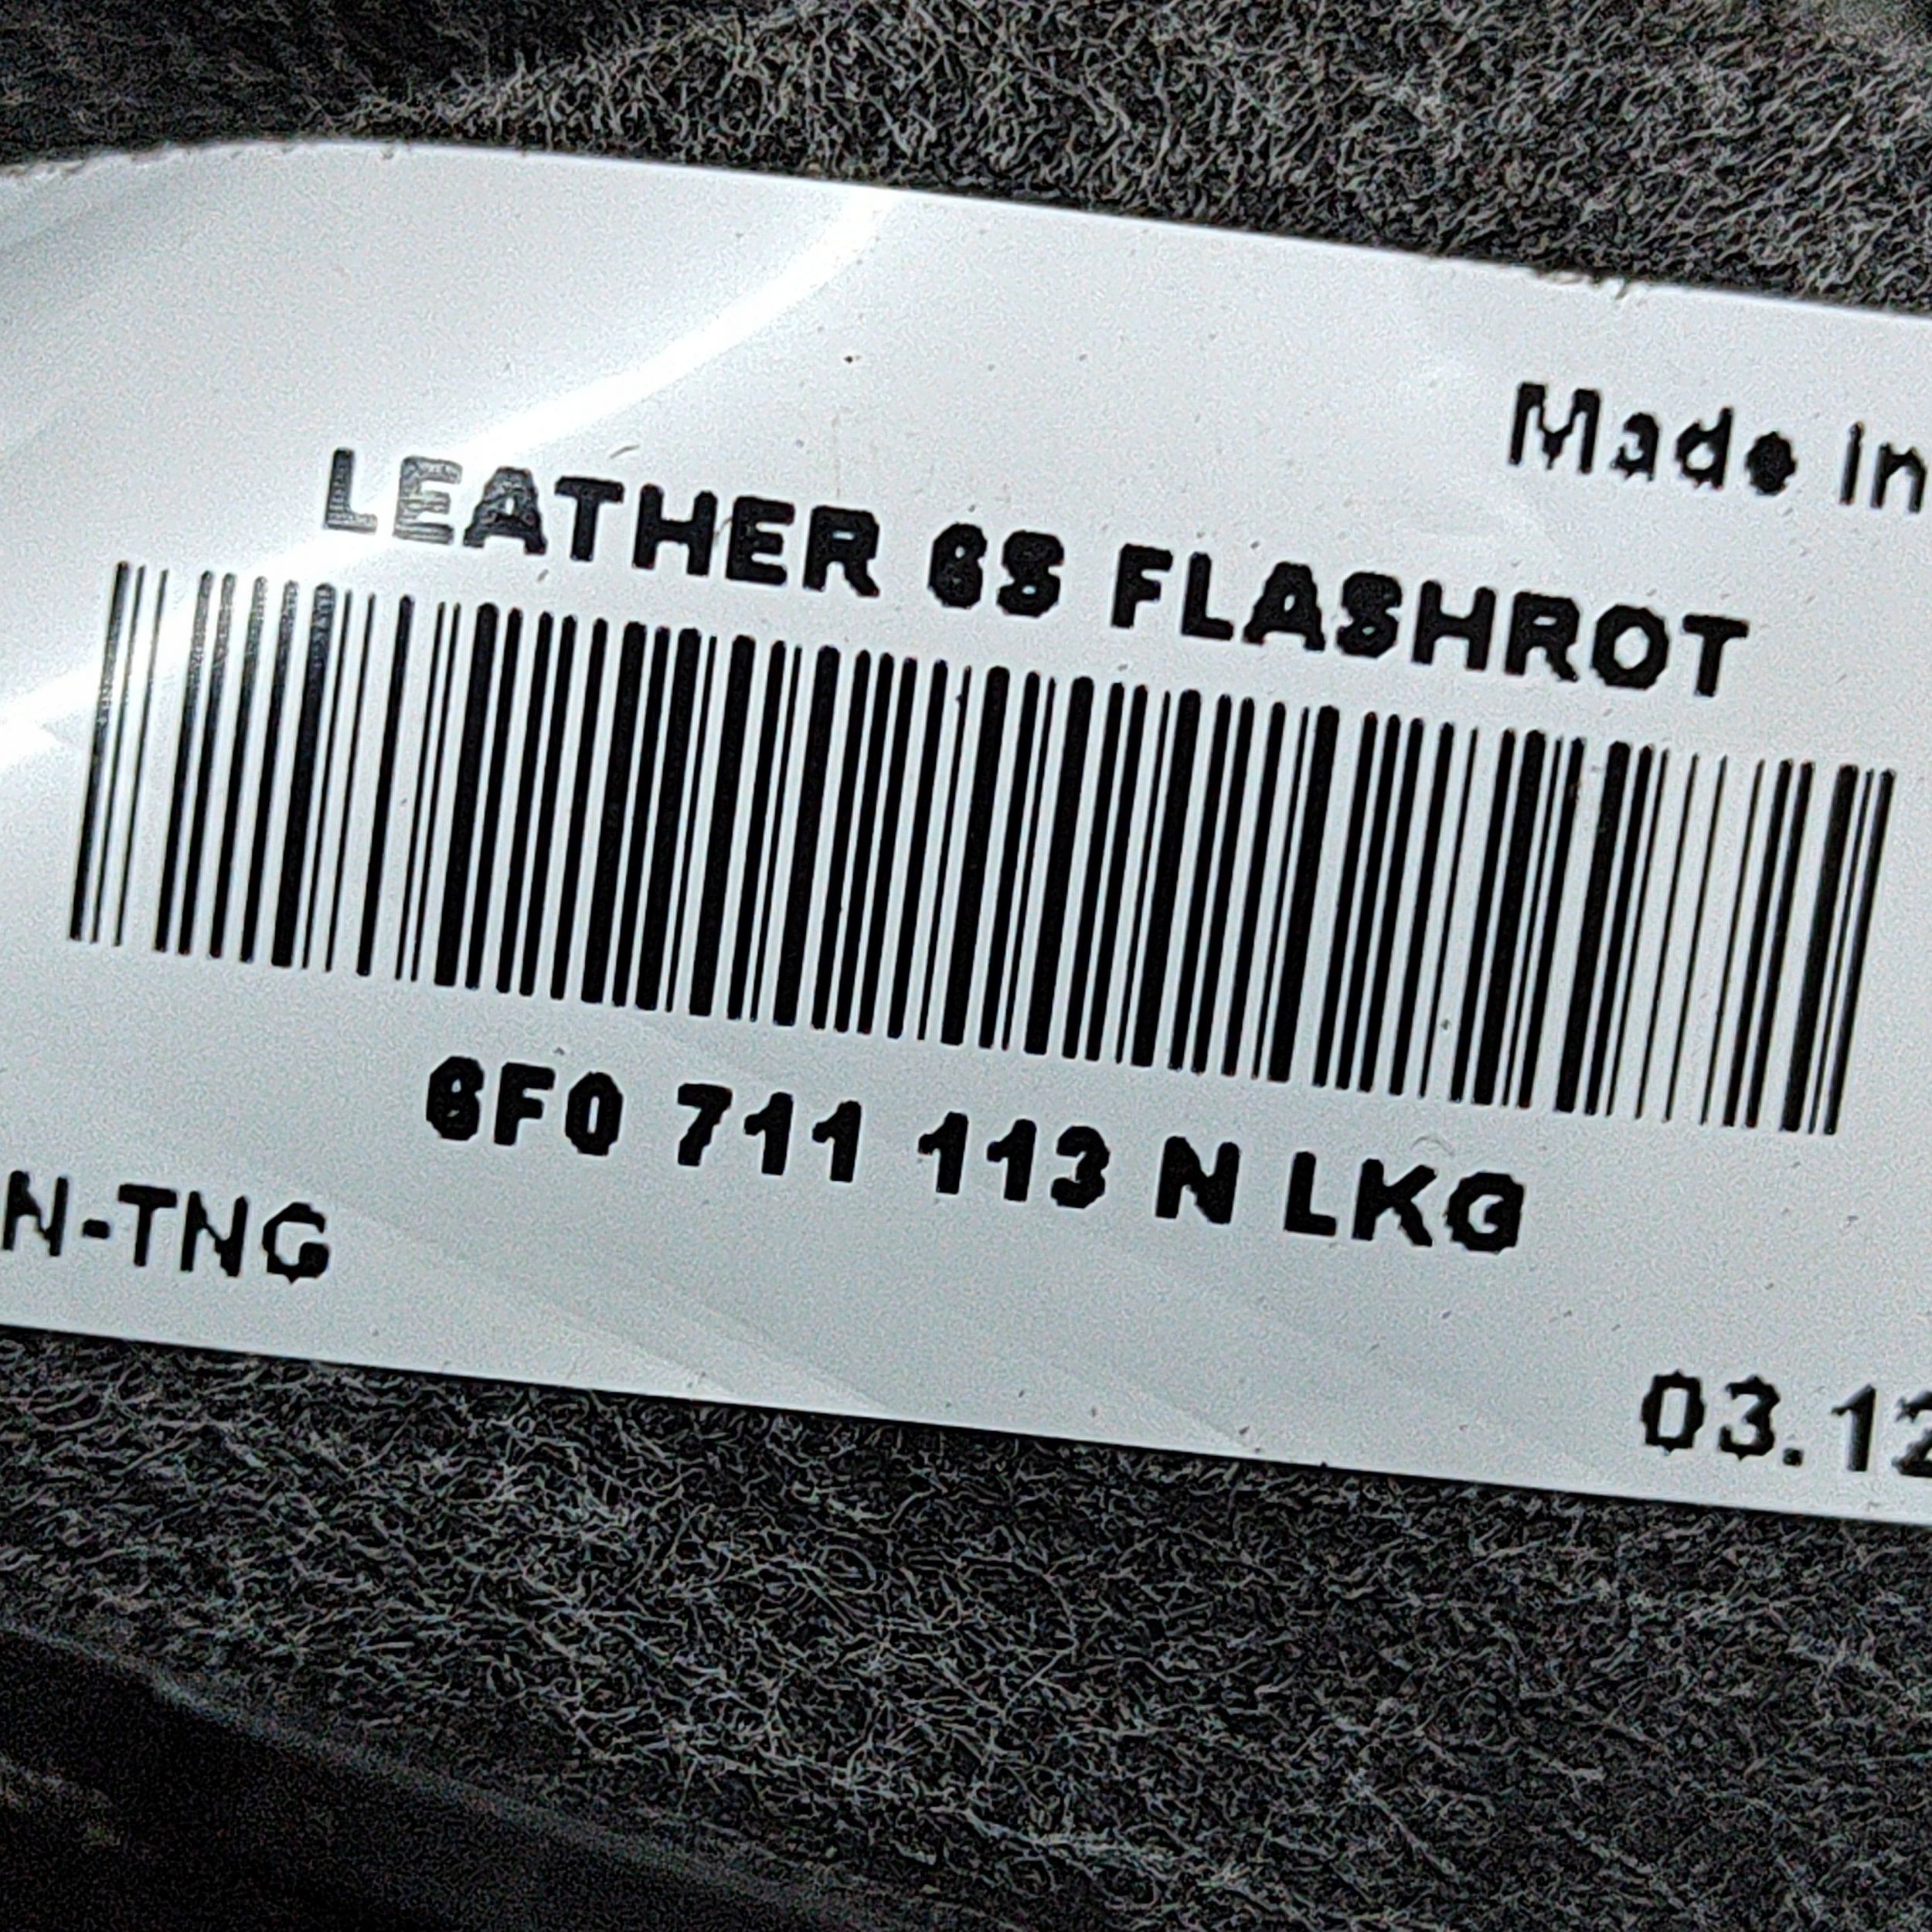 Made in
LEATHER 6S FLASHROT
6F0 711 113 N LKG
N-TNG
03.12